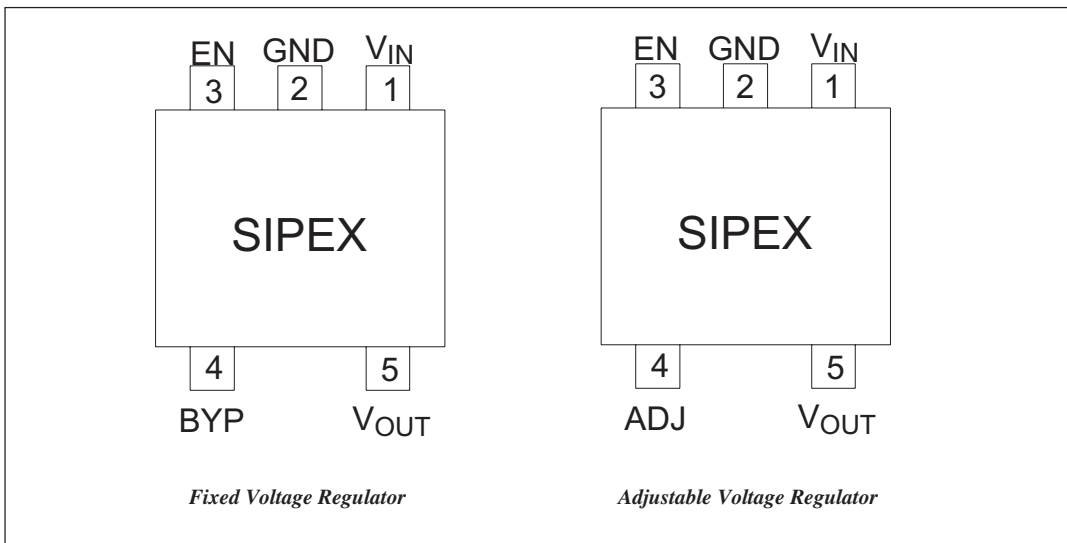 EN GND VIN
3 2 1
SIPEX
4 5
BYP VOUT
Fixed Voltage Regulator
EN GND VIN
3 2 1
SIPEX
4 5
ADJ VOUT
Adjustable Voltage Regulator